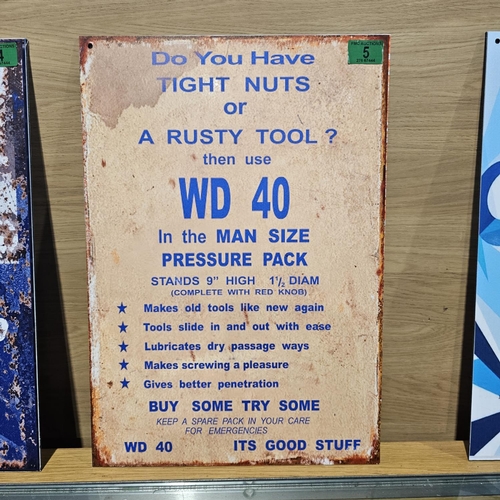 Do You Have
TIGHT NUTS
or
A RUSTY TOOL ?
then use
WD 40
In the MAN SIZE
PRESSURE PACK
STANDS 9" HIGH 1½ DIAM
(COMPLETE WITH RED KNOB)
★ Makes old tools like new again
★ Tools slide in and out with ease
★ Lubricates dry passage ways
★ Makes screwing a pleasure
★ Gives better penetration
BUY SOME TRY SOME
KEEP A SPARE PACK IN YOUR CARE
FOR EMERGENCIES
WD 40 ITS GOOD STUFF
5
4